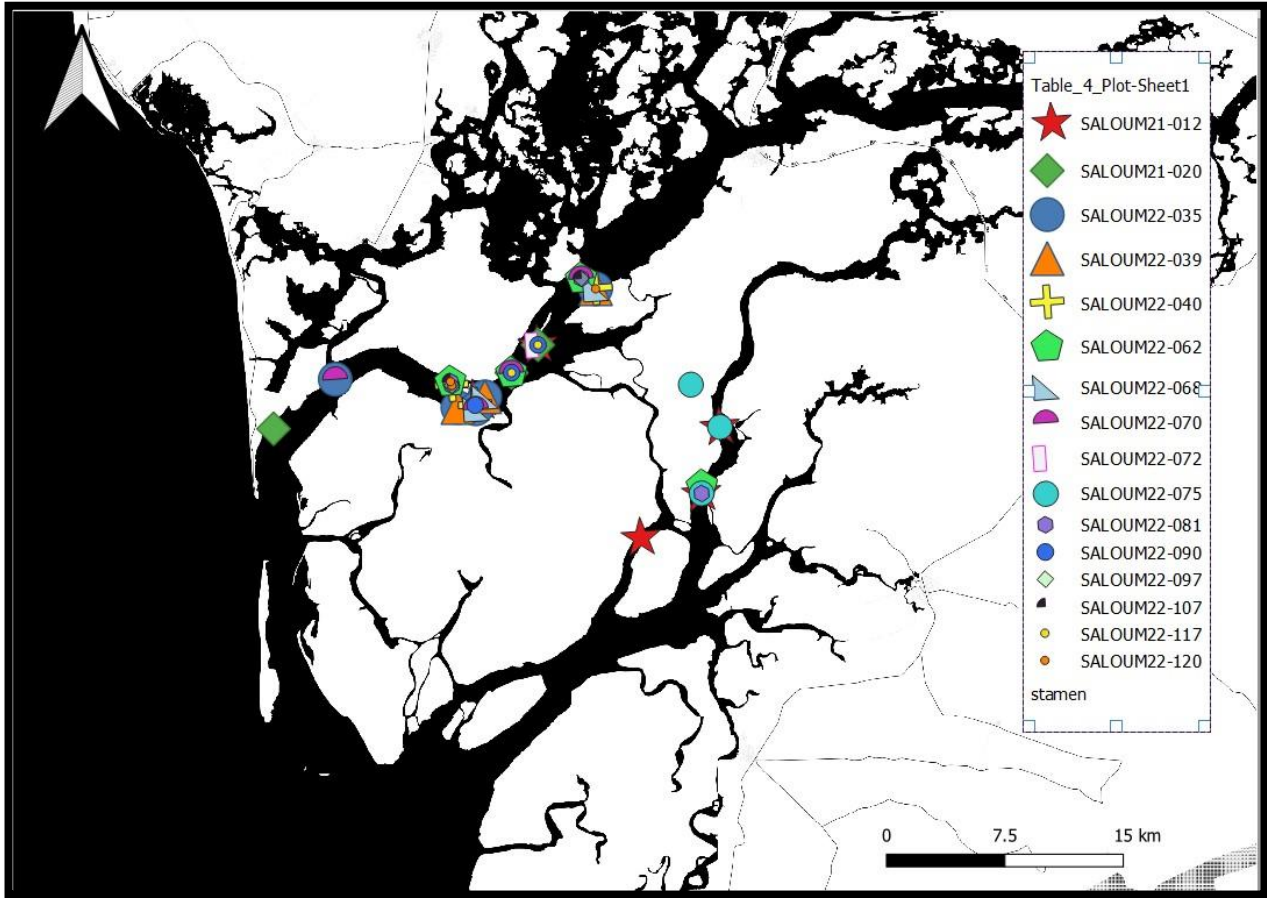 Table_4_Plot-Sheet1
SALOUM21-012
SALOUM21-020
SALOUM22-035
SALOUM22-039
SALOUM22-040
SALOUM22-062
SALOUM22-068
SALOUM22-070
SALOUM22-072
SALOUM22-075
SALOUM22-081
SALOUM22-090
SALOUM22-097
SALOUM22-107
SALOUM22-117
SALOUM22-120
stamen
0 7.5 15 km